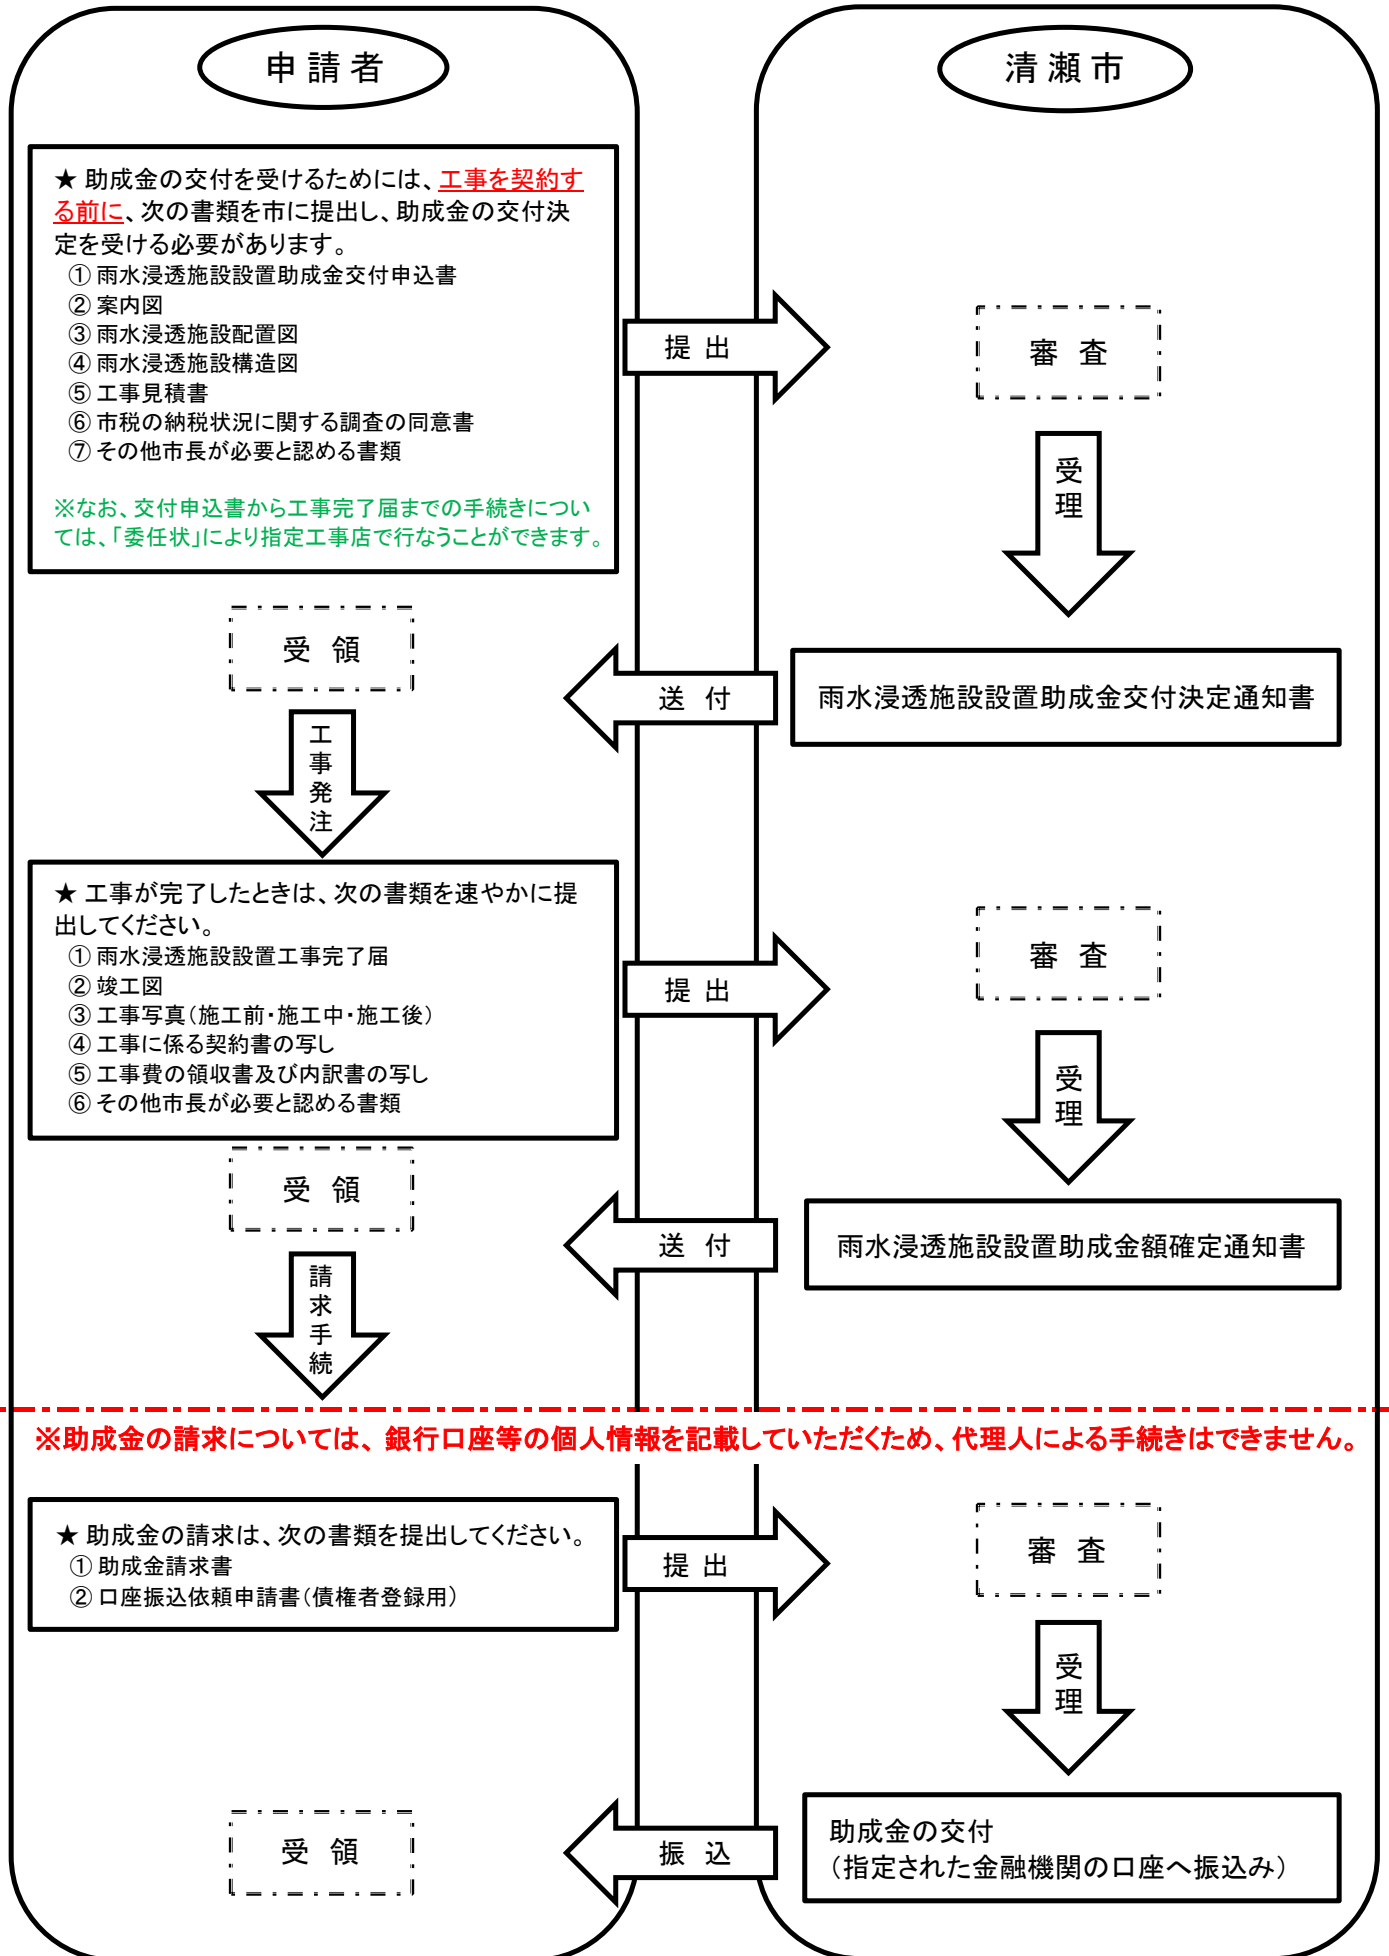 申請者
清瀬市
★ 助成金の交付を受けるためには、工事を契約す
る前に、次の書類を市に提出し、助成金の交付決
定を受ける必要があります。
① 雨水浸透施設設置助成金交付申込書
② 案内図
③ 雨水浸透施設配置図
④ 雨水浸透施設構造図
⑤ 工事見積書
⑥ 市税の納税状況に関する調査の同意書
⑦ その他市長が必要と認める書類
※なお、交付申込書から工事完了届までの手続きについ
ては、「委任状」により指定工事店で行なうことができます。
提出
審査
受理
雨水浸透施設設置助成金交付決定通知書
送付
受領
工事発注
★ 工事が完了したときは、次の書類を速やかに提
出してください。
① 雨水浸透施設設置工事完了届
② 竣工図
③ 工事写真(施工前・施工中・施工後)
④ 工事に係る契約書の写し
⑤ 工事費の領収書及び内訳書の写し
⑥ その他市長が必要と認める書類
提出
審査
受理
雨水浸透施設設置助成金額確定通知書
送付
受領
請求手続
※助成金の請求については、銀行口座等の個人情報を記載していただくため、代理人による手続きはできません。
★ 助成金の請求は、次の書類を提出してください。
① 助成金請求書
② 口座振込依頼申請書(債権者登録用)
提出
審査
受理
助成金の交付
(指定された金融機関の口座へ振込み)
振込
受領